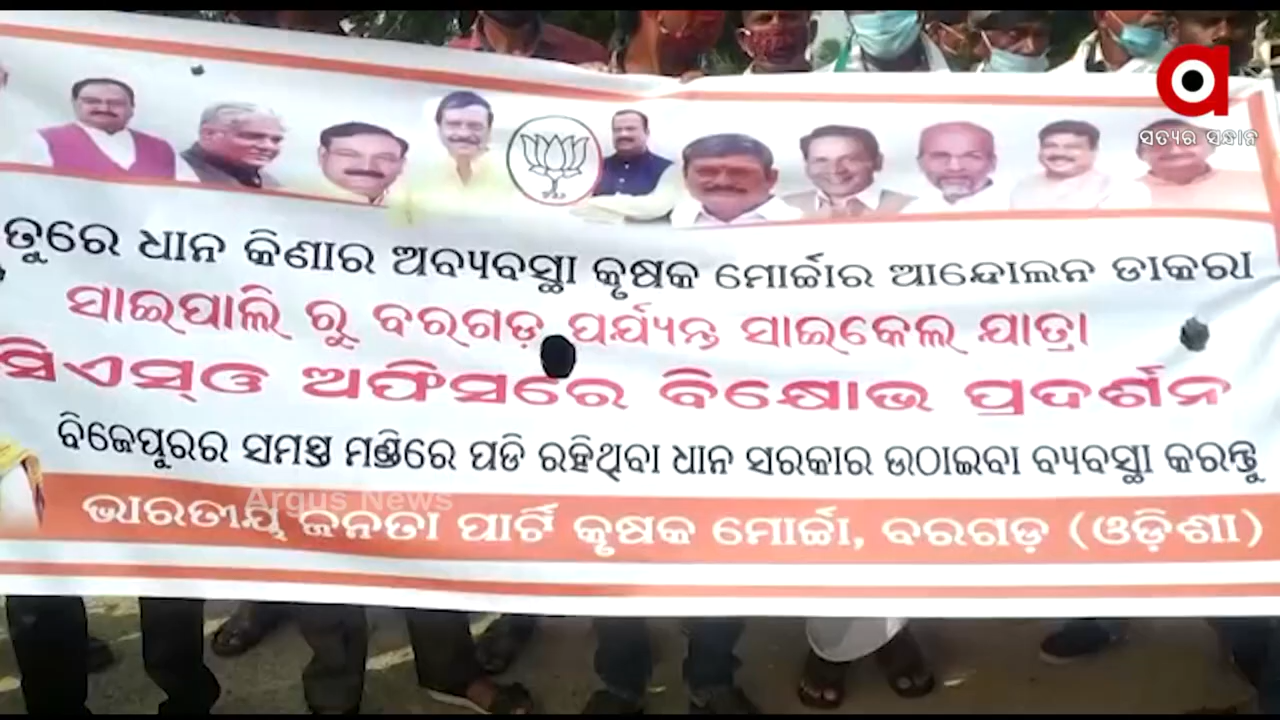 ସତ୍ୟର ସନ୍ଧାନ
ତୁରେ ଧାନ କିଣାର ଅବ୍ୟବସ୍ଥା କୃଷକ ମୋର୍ଚ୍ଚାର ଆନ୍ଦୋଲନ ଡାକରା
ସାଇପାଲି ରୁ ବରଗଡ଼ ପର୍ଯ୍ୟନ୍ତ ସାଇକେଲ ଯାତ୍ରା
ସିଏସ୍ଓ ଅଫିସରେ ବିକ୍ଷୋଭ ପ୍ରଦର୍ଶନ
ବିଜେପୁରର ସମସ୍ତ ମଣ୍ଡିରେ ପଡି ରହିଥିବା ଧାନ ସରକାର ଉଠାଇବା ବ୍ୟବସ୍ଥା କରନ୍ତୁ
Argus News
ଭାରତୀୟ ଜନତା ପାର୍ଟି କୃଷକ ମୋର୍ଚ୍ଚା, ବରଗଡ଼ (ଓଡ଼ିଶା)